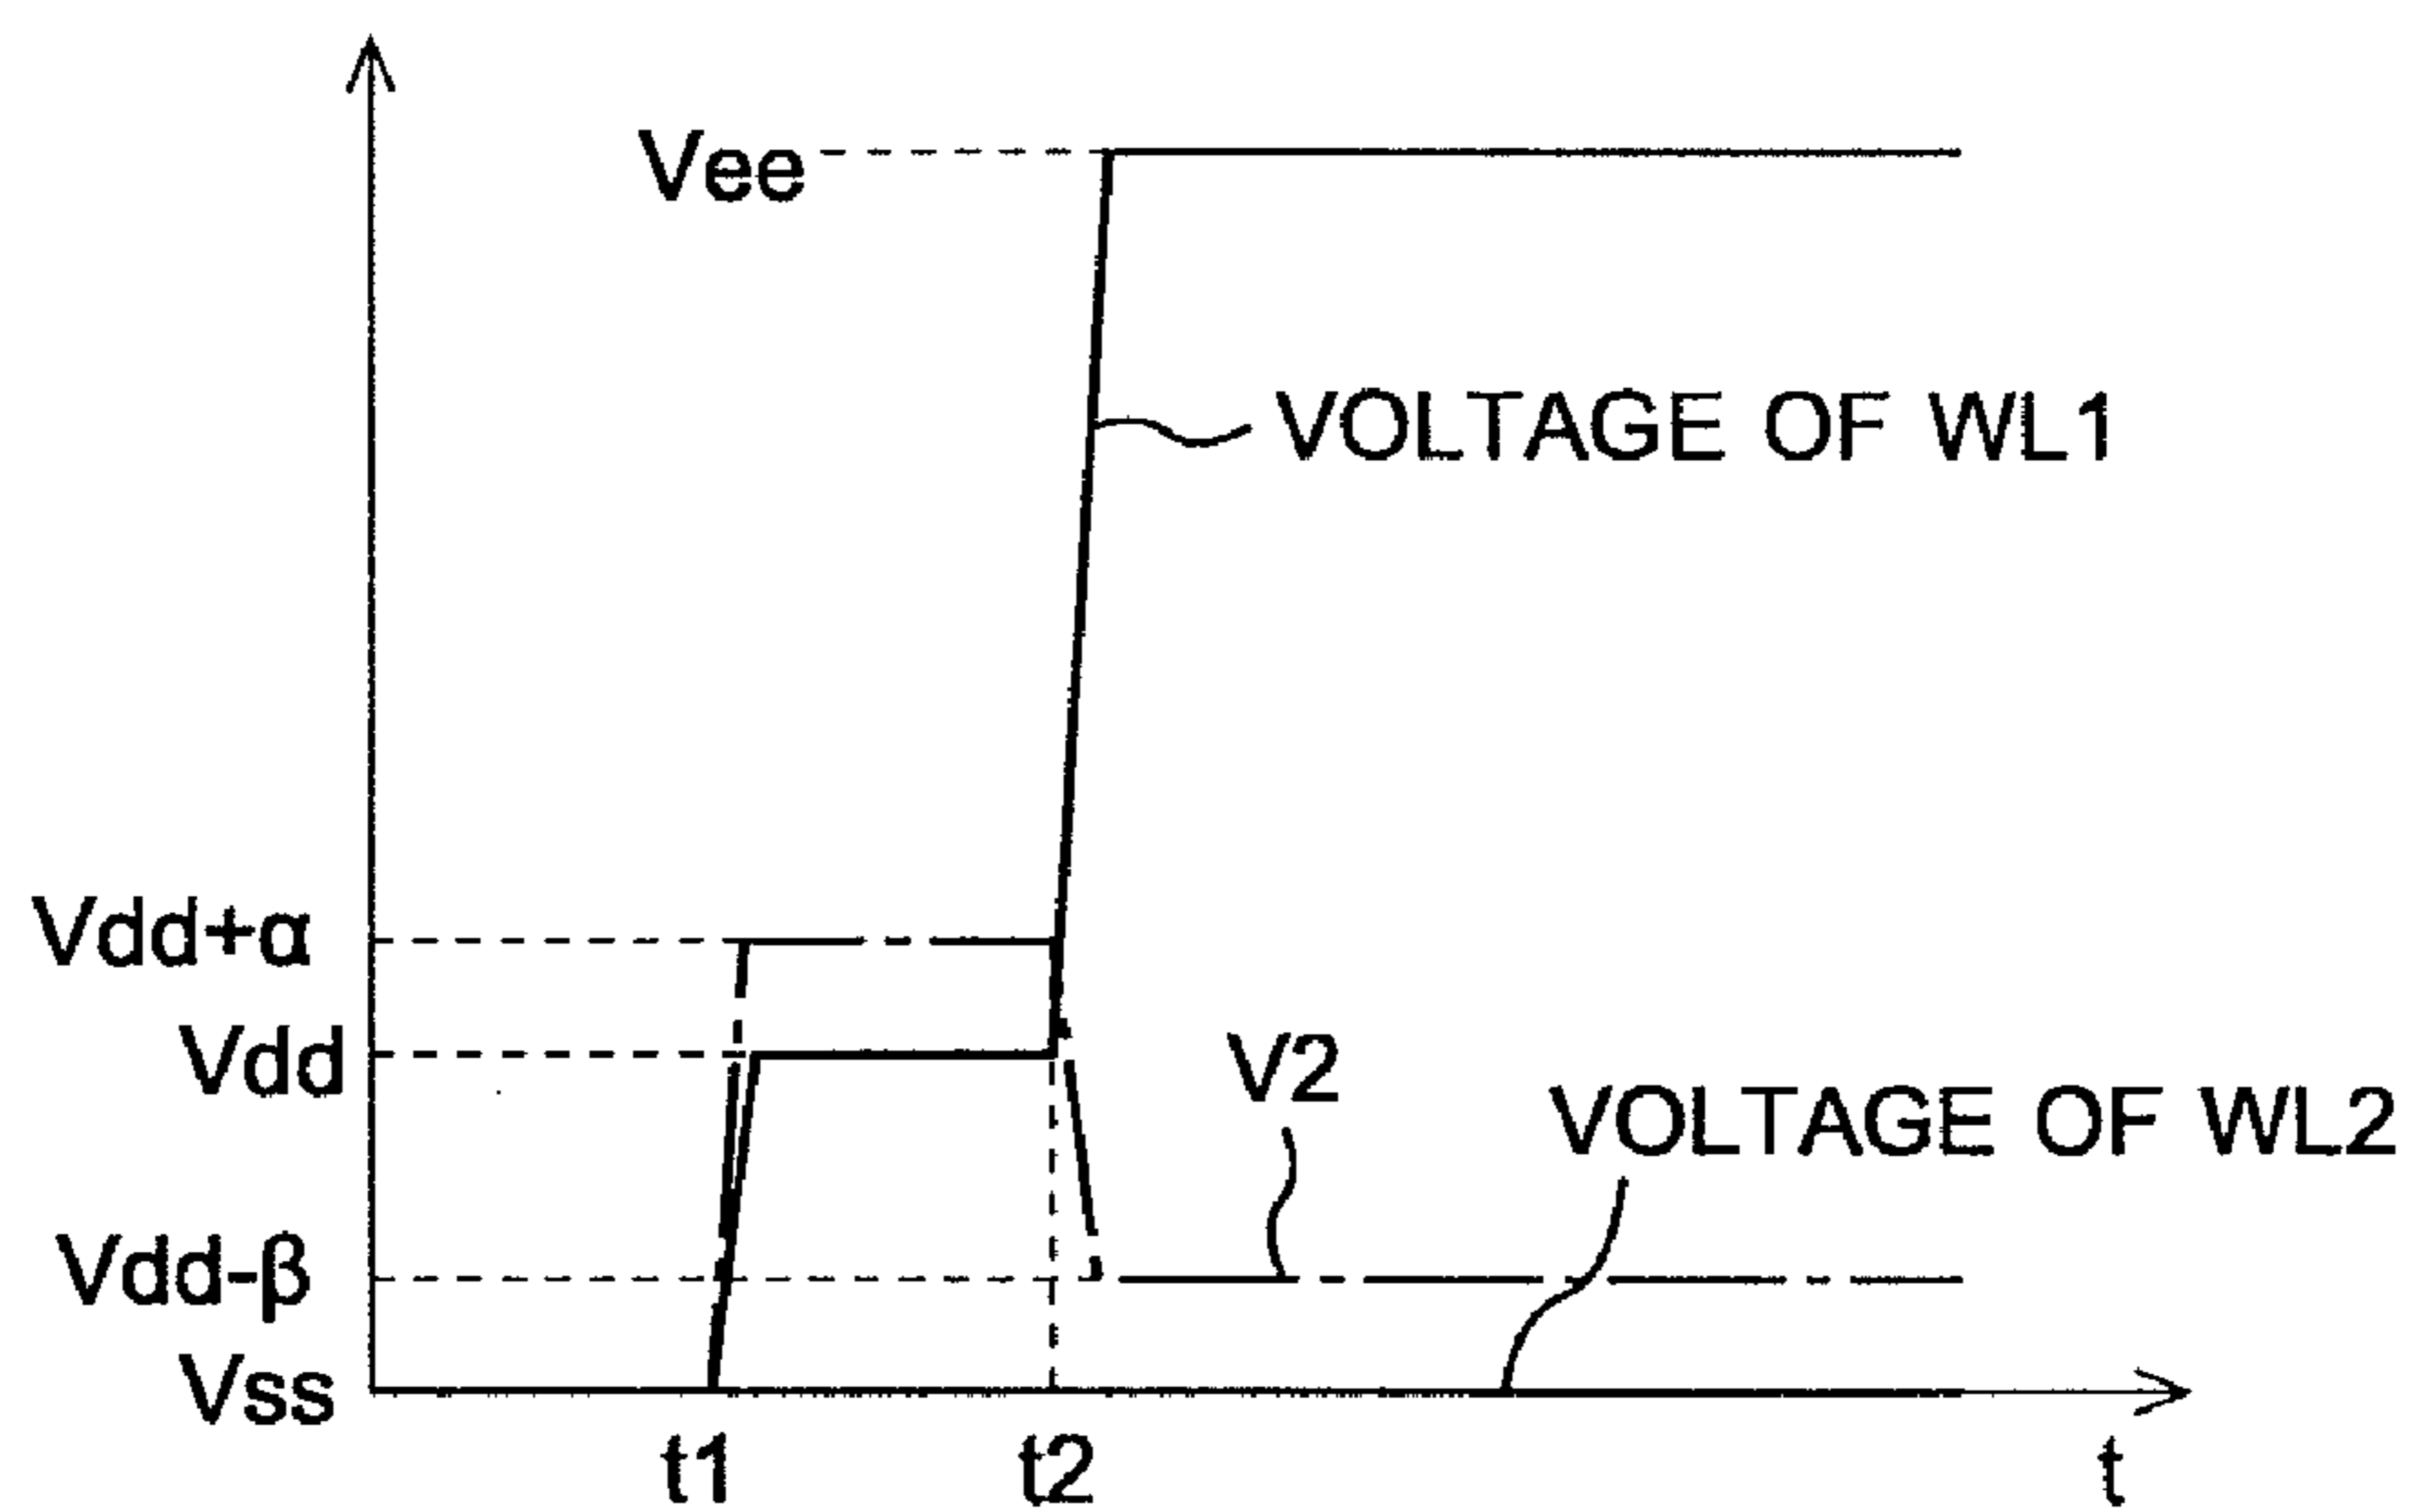 Vee
VOLTAGE OF WL1
Vdd+α
Vdd
V2
VOLTAGE OF WL2
Vdd-β
Vss
t1
t2
t